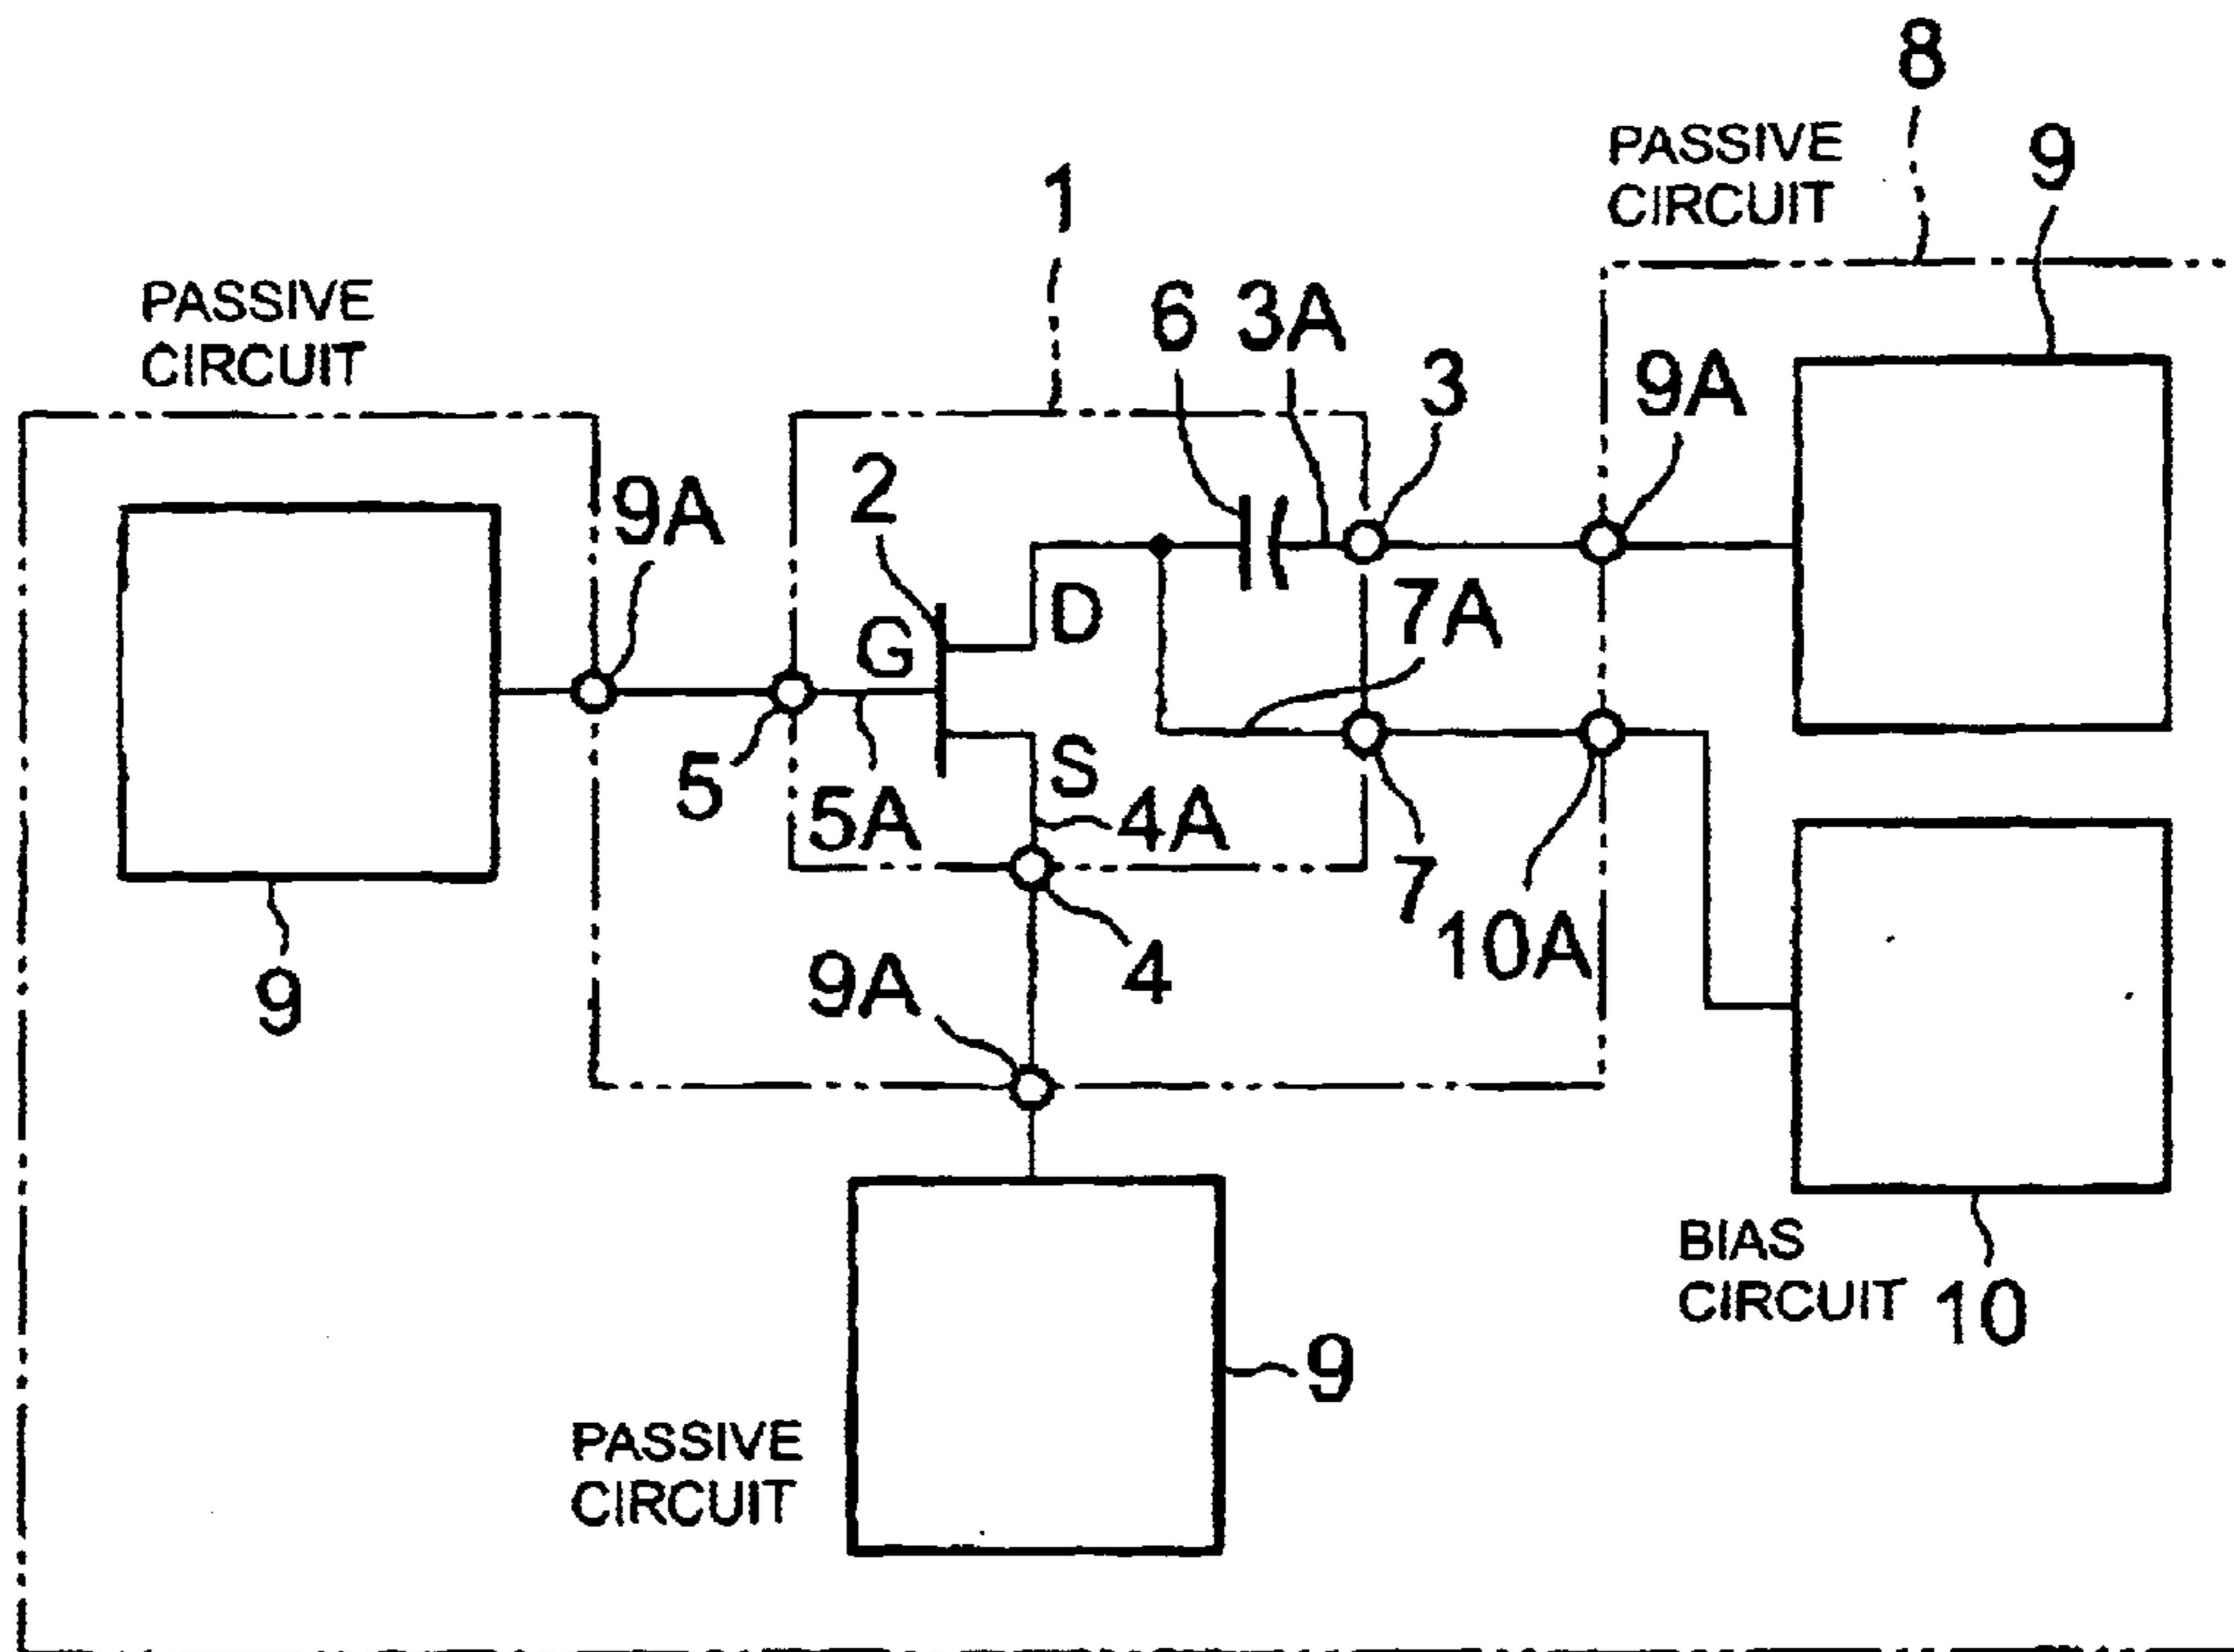 8
PASSIVE
CIRCUIT
9
1
PASSIVE
CIRCUIT
6
3A
3
9A
2
9A
G
D
7A
5
5A
S
4A
7
10A
9
9A
4
BIAS
CIRCUIT
10
9
PASSIVE
CIRCUIT